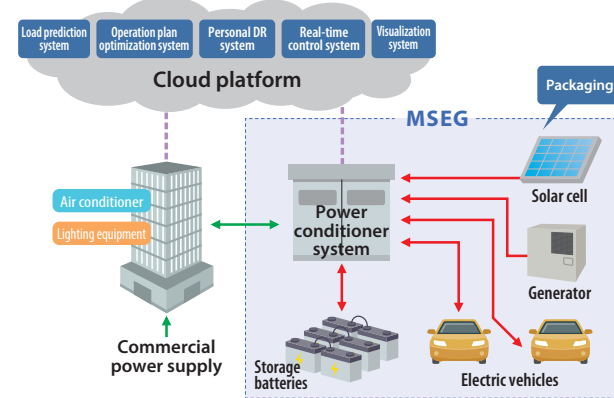 Load prediction
system
Operation plan
optimization system
Personal DR
system
Real-time
control system
Visualization
system
Cloud platform
Packaging
MSEG
Air conditioner
Lighting equipment
Power
conditioner
system
Solar cell
Generator
Commercial
power supply
Storage
batteries
Electric vehicles